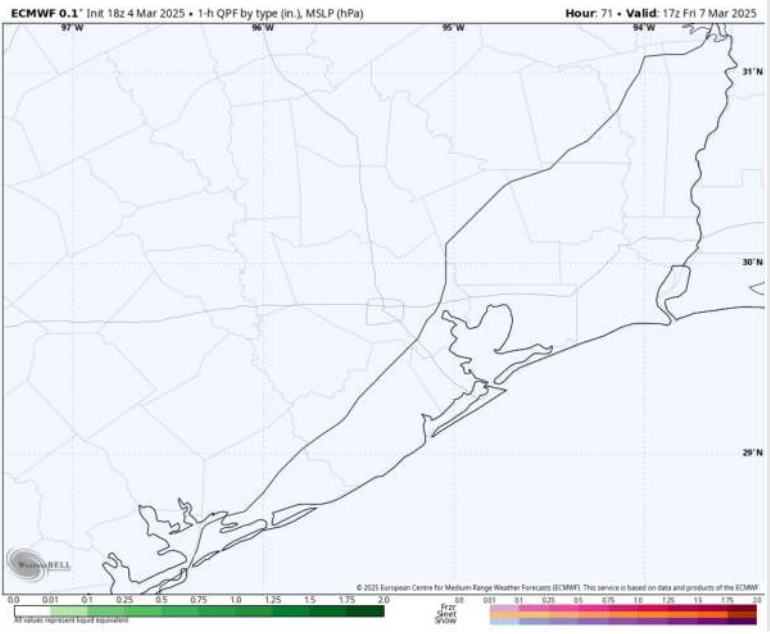 ECMWF 0.1° Init 18z 4 Mar 2025 • 1-h QPF by type (in.), MSLP (hPa)
Hour: 71 • Valid: 17z Fri 7 Mar 2025
97°W 96°W 95°W 94°W
31°N
30°N
29°N
WeatherBELL
© 2025 European Centre for Medium-Range Weather Forecasts (ECMWF). This service is based on data and products of the ECMWF.
0.0 0.01 0.1 0.25 0.5 0.75 1.0 1.25 1.5 1.75 2.0
0.0 0.01 0.1 0.25 0.5 0.75 1.0 1.25 1.5 1.75 2.0
Frzr
Sleet
Snow
All values represent liquid equivalent